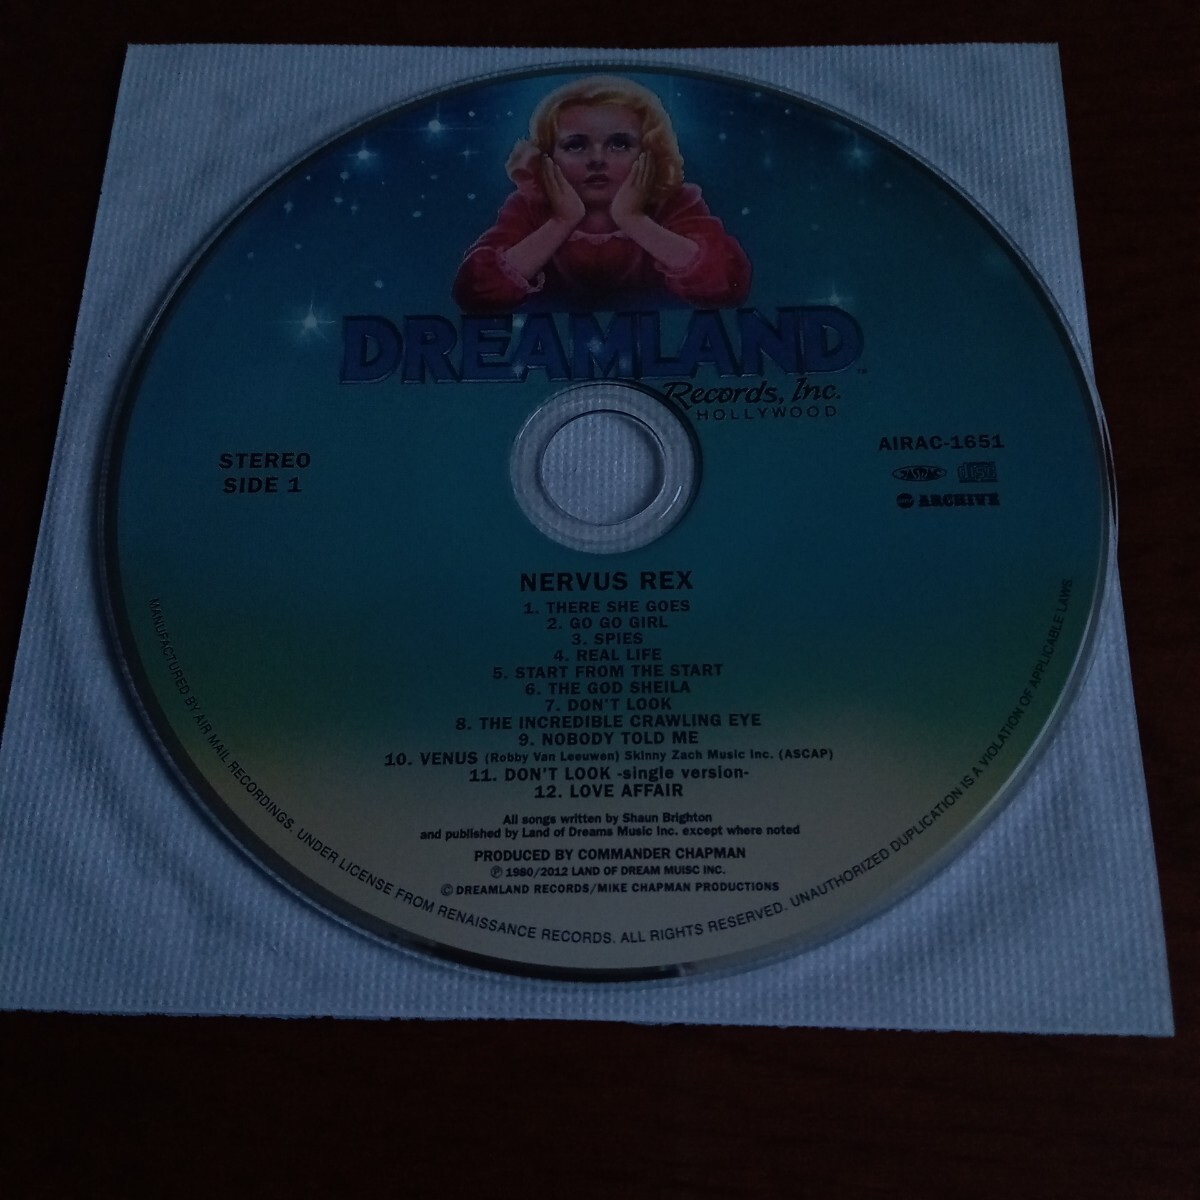 DREAMLAND ™
Records, Inc.
HOLLYWOOD
STEREO
SIDE 1
AIRAC-1651
JASRAC
disc
ARCHIVE
NERVUS REX
1. THERE SHE GOES
2. GO GO GIRL
3. SPIES
4. REAL LIFE
5. START FROM THE START
6. THE GOD SHEILA
7. DON'T LOOK
8. THE INCREDIBLE CRAWLING EYE
9. NOBODY TOLD ME
10. VENUS (Robby Van Leeuwen) Skinny Zach Music Inc. (ASCAP)
11. DON'T LOOK -single version-
12. LOVE AFFAIR
All songs written by Shaun Brighton
and published by Land of Dreams Music Inc. except where noted
PRODUCED BY COMMANDER CHAPMAN
℗ 1980/2012 LAND OF DREAM MUISC INC.
© DREAMLAND RECORDS/MIKE CHAPMAN PRODUCTIONS
MANUFACTURED BY AIR MAIL RECORDINGS. UNDER LICENSE FROM RENAISSANCE RECORDS. ALL RIGHTS RESERVED. UNAUTHORIZED DUPLICATION IS A VIOLATION OF APPLICABLE LAWS.